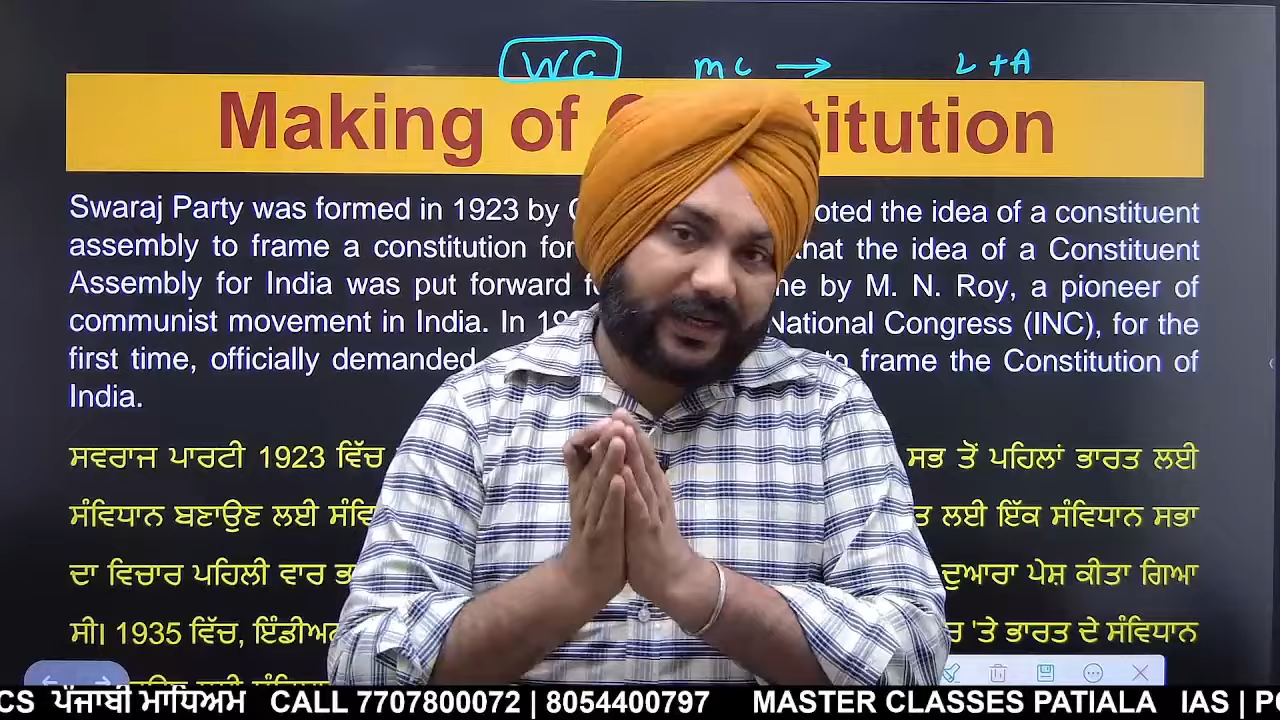 WC mc → L+A
Making of titution
Swaraj Party was formed in 1923 by oted the idea of a constituent
assembly to frame a constitution for that the idea of a Constituent
Assembly for India was put forward by M. N. Roy, a pioneer of
communist movement in India. In National Congress (INC), for the
first time, officially demanded to frame the Constitution of
India.
ਸਵਰਾਜ ਪਾਰਟੀ 1923 ਵਿੱਚ ਸਭ ਤੋਂ ਪਹਿਲਾਂ ਭਾਰਤ ਲਈ
ਸੰਵਿਧਾਨ ਬਣਾਉਣ ਲਈ ਲਈ ਇੱਕ ਸੰਵਿਧਾਨ ਸਭਾ
ਦਾ ਵਿਚਾਰ ਪਹਿਲੀ ਵਾਰ ਦੁਆਰਾ ਪੇਸ਼ ਕੀਤਾ ਗਿਆ
ਸੀ। 1935 ਵਿੱਚ, 'ਤੇ ਭਾਰਤ ਦੇ ਸੰਵਿਧਾਨ
CS ਪੰਜਾਬੀ ਮਾਧਿਅਮ CALL 7707800072 | 8054400797 MASTER CLASSES PATIALA IAS |